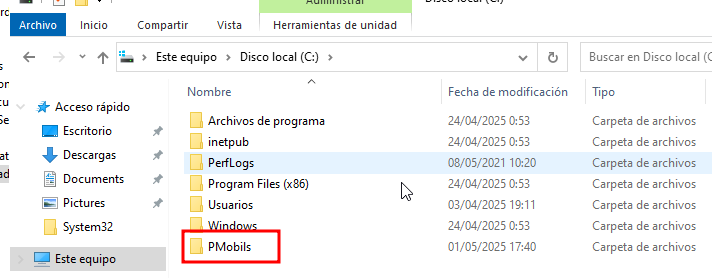 Administrar
Disco local (C:)
Archivo Inicio Compartir Vista Herramientas de unidad
Este equipo Disco local (C:) Buscar en Disco local (C
Nombre Fecha de modificación Tipo
Acceso rápido
Escritorio
Descargas
Documents
Pictures
System32
Este equipo
Archivos de programa 24/04/2025 0:53 Carpeta de archivos
inetpub 24/04/2025 0:53 Carpeta de archivos
PerfLogs 08/05/2021 10:20 Carpeta de archivos
Program Files (x86) 24/04/2025 0:53 Carpeta de archivos
Usuarios 03/04/2025 19:11 Carpeta de archivos
Windows 24/04/2025 0:53 Carpeta de archivos
PMobils 01/05/2025 17:40 Carpeta de archivos